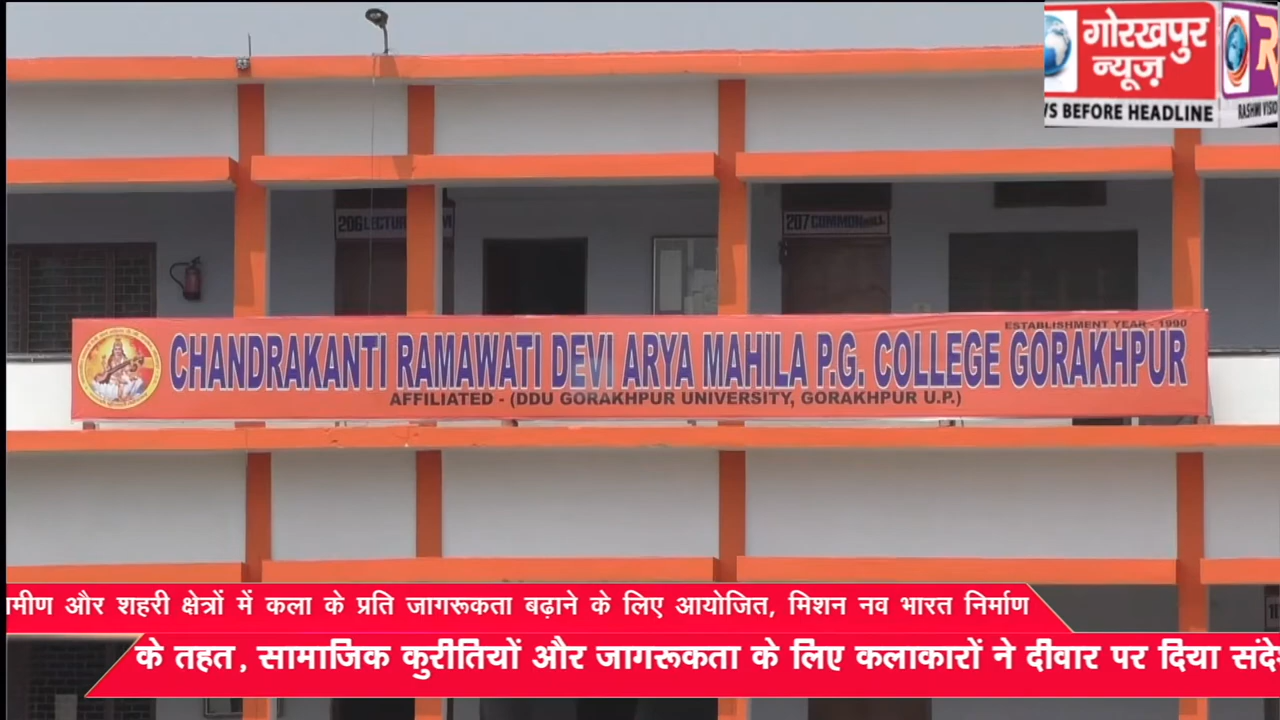 गोरखपुर
न्यूज़
BEFORE HEADLINE
RASHMI
206
207 COMMON
ESTABLISHMENT YEAR - 1990
CHANDRAKANTI RAMAWATI DEVI ARYA MAHILA P.G. COLLEGE GORAKHPUR
AFFILIATED - (DDU GORAKHPUR UNIVERSITY, GORAKHPUR U.P.)
और शहरी क्षेत्रों में कला के प्रति जागरूकता बढ़ाने के लिए आयोजित, मिशन नव भारत निर्माण
के तहत, सामाजिक कुरीतियों और जागरूकता के लिए कलाकारों ने दीवार पर दिया